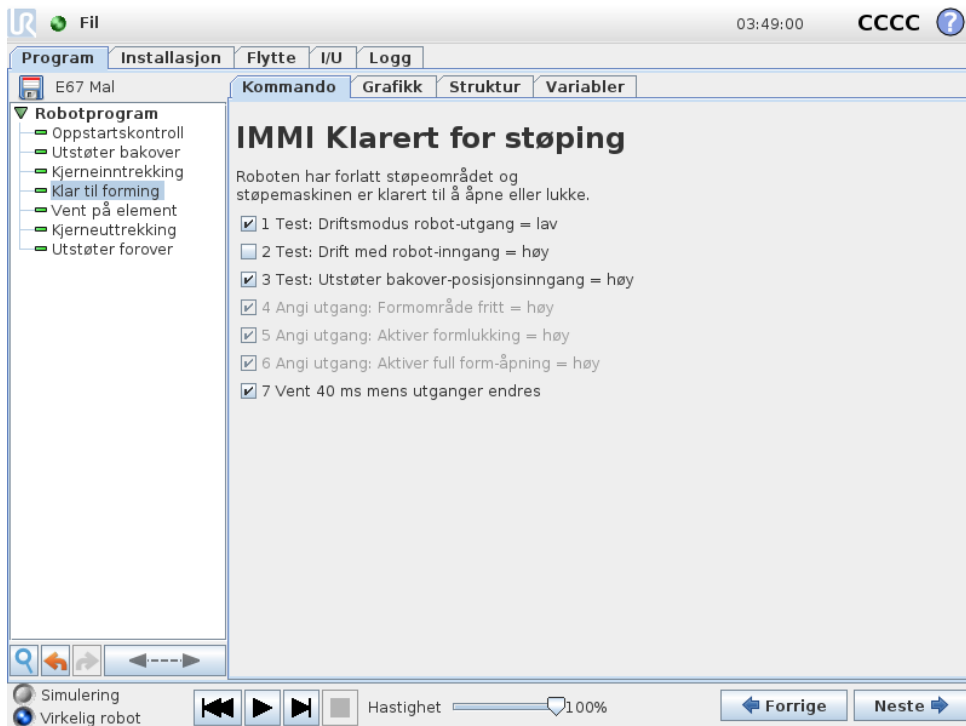 UR Fil 03:49:00 CCCC ?
Program Installasjon Flytte I/U Logg
E67 Mal
Kommando Grafikk Struktur Variabler
Robotprogram
Oppstartskontroll
Utstøter bakover
Kjerneinntrekking
Klar til forming
Vent på element
Kjerneuttrekking
Utstøter forover
IMMI Klarert for støping
Roboten har forlatt støpeområdet og
støpemaskinen er klarert til å åpne eller lukke.
1 Test: Driftsmodus robot-utgang = lav
2 Test: Drift med robot-inngang = høy
3 Test: Utstøter bakover-posisjonsinngang = høy
4 Angi utgang: Formområde fritt = høy
5 Angi utgang: Aktiver formlukking = høy
6 Angi utgang: Aktiver full form-åpning = høy
7 Vent 40 ms mens utganger endres
Simulering
Virkelig robot
Hastighet 100%
Forrige Neste